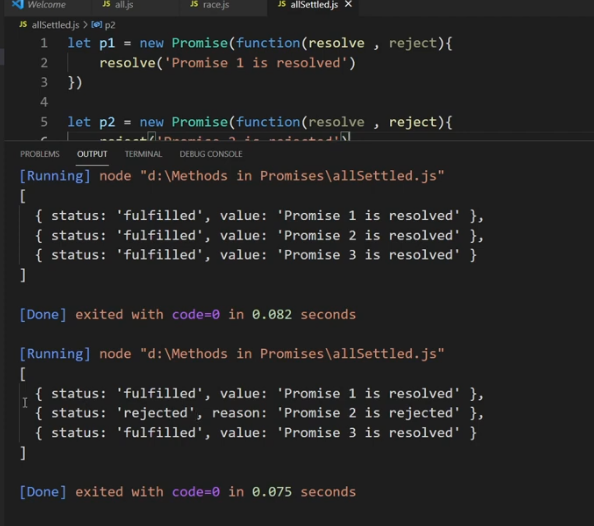 Welcome JS all.js JS race.js JS allSettled.js ×
JS allSettled.js > p2
1 let p1 = new Promise(function(resolve , reject){
2     resolve('Promise 1 is resolved')
3 })
4
5 let p2 = new Promise(function(resolve , reject){
6     reject('Promise 2 is rejected')
PROBLEMS OUTPUT TERMINAL DEBUG CONSOLE
[Running] node "d:\Methods in Promises\allSettled.js"
[
  { status: 'fulfilled', value: 'Promise 1 is resolved' },
  { status: 'fulfilled', value: 'Promise 2 is resolved' },
  { status: 'fulfilled', value: 'Promise 3 is resolved' }
]
[Done] exited with code=0 in 0.082 seconds
[Running] node "d:\Methods in Promises\allSettled.js"
[
  { status: 'fulfilled', value: 'Promise 1 is resolved' },
  { status: 'rejected', reason: 'Promise 2 is rejected' },
  { status: 'fulfilled', value: 'Promise 3 is resolved' }
]
[Done] exited with code=0 in 0.075 seconds